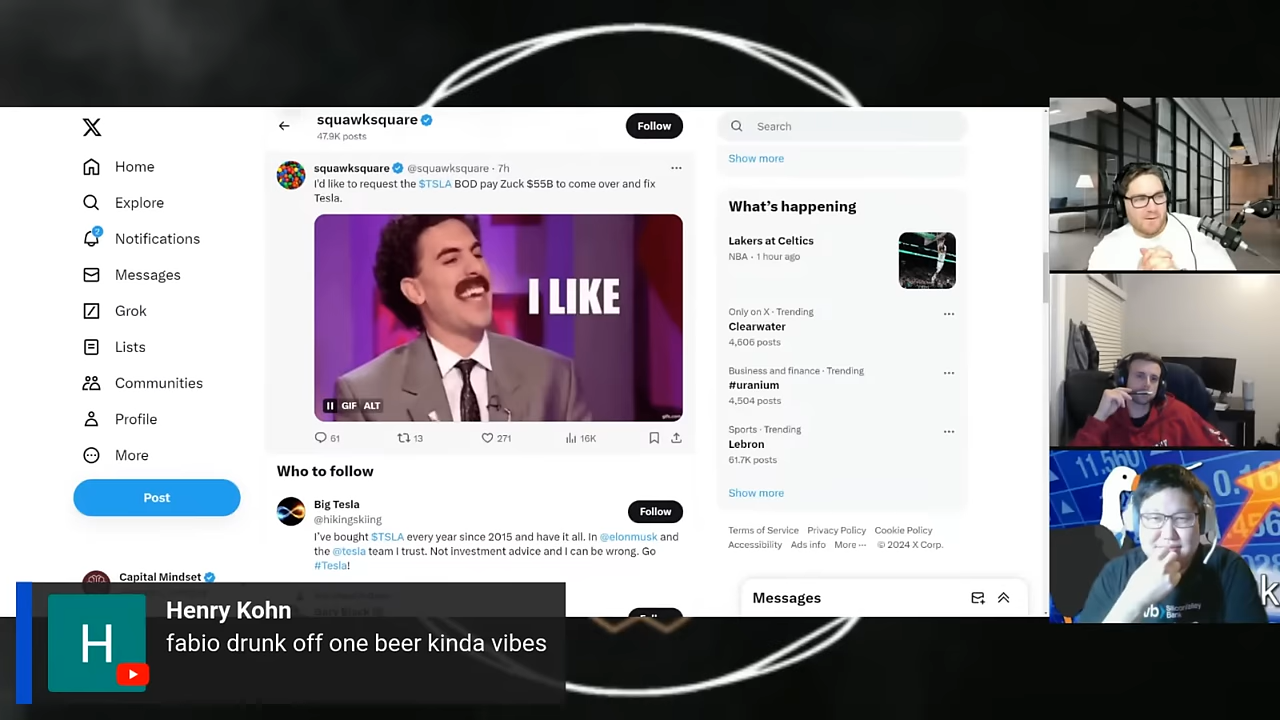 squawksquare
47.9K posts
Follow
Search
Home
Explore
Notifications
Messages
Grok
Lists
Communities
Profile
More
Post
squawksquare @squawksquare · 7h
I'd like to request the $TSLA BOD pay Zuck $55B to come over and fix
Tesla.
I LIKE
GIF ALT
61 13 271 16K
Who to follow
Big Tesla
@hikingskiing
Follow
I've bought $TSLA every year since 2015 and have it all. In @elonmusk and
the @tesla team I trust. Not investment advice and I can be wrong. Go
#Tesla!
Show more
What's happening
Lakers at Celtics
NBA · 1 hour ago
Only on X · Trending
Clearwater
4,606 posts
Business and finance · Trending
#uranium
4,504 posts
Sports · Trending
Lebron
61.7K posts
Show more
Terms of Service Privacy Policy Cookie Policy
Accessibility Ads info More ··· © 2024 X Corp.
Messages
Capital Mindset
H
Henry Kohn
fabio drunk off one beer kinda vibes
11.560
0.16
SiliconValley
Bank